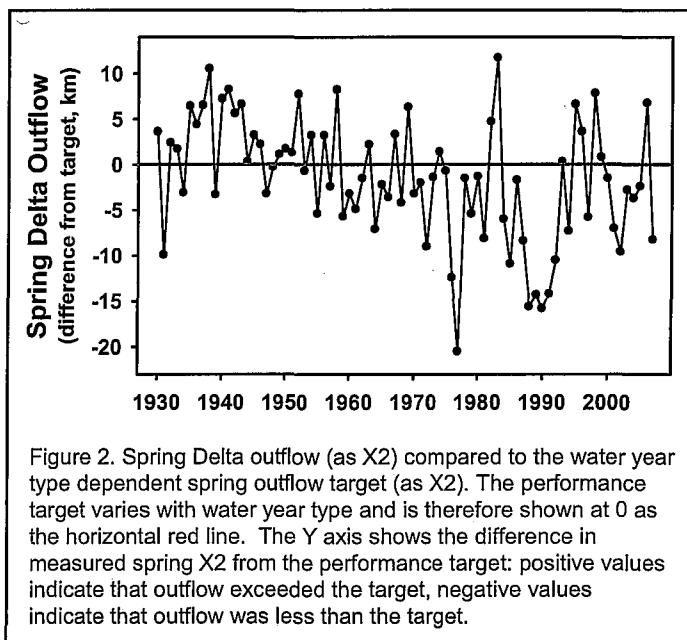 Spring Delta Outflow
(difference from target, km)
10
5
0
-5
-10
-15
-20
1930 1940 1950 1960 1970 1980 1990 2000
Figure 2. Spring Delta outflow (as X2) compared to the water year
type dependent spring outflow target (as X2). The performance
target varies with water year type and is therefore shown at 0 as
the horizontal red line. The Y axis shows the difference in
measured spring X2 from the performance target: positive values
indicate that outflow exceeded the target, negative values
indicate that outflow was less than the target.